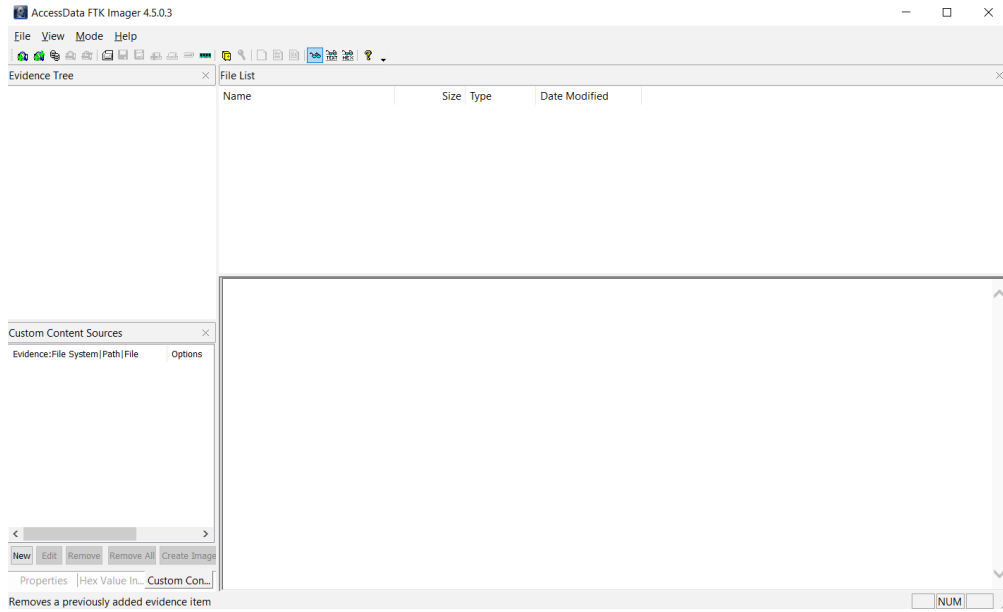 AccessData FTK Imager 4.5.0.3
File View Mode Help
Evidence Tree
File List
Name Size Type Date Modified
Custom Content Sources
Evidence:File System|Path|File Options
New Edit Remove Remove All Create Image
Properties Hex Value In... Custom Con...
Removes a previously added evidence item NUM